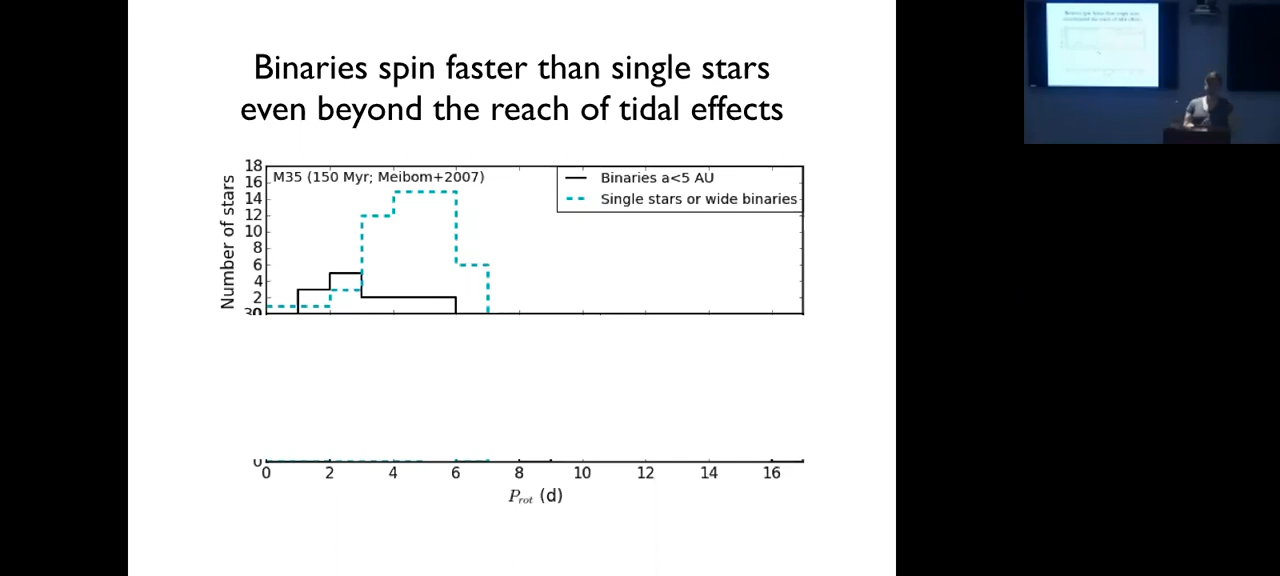 Binaries spin faster than single stars
even beyond the reach of tidal effects
M35 (150 Myr; Meibom+2007)
Binaries a<5 AU
Single stars or wide binaries
Number of stars
18
16
14
12
10
8
6
4
2
0 2 4 6 8 10 12 14 16
P_rot (d)